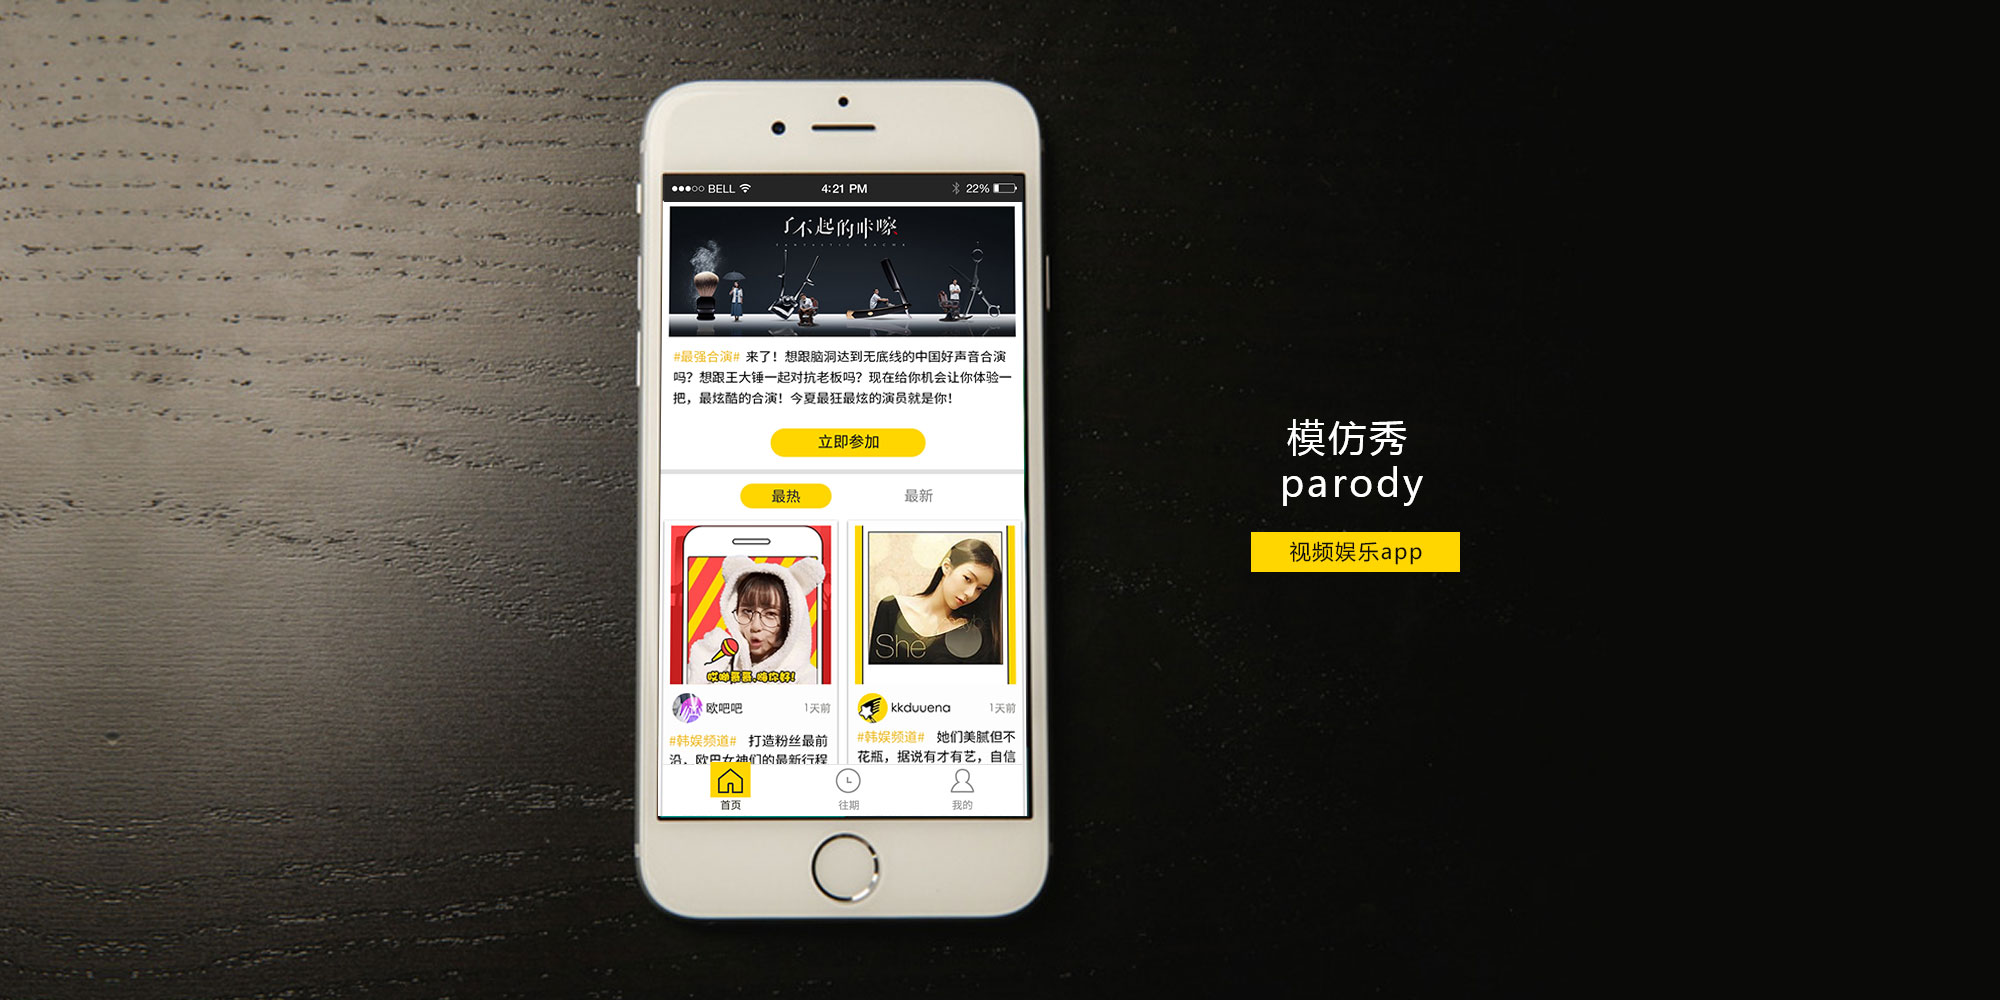 BELL
4:21 PM
22%
了不起的咔嚓
FANTASTIC KACHA
#最强合演# 来了！想跟脑洞达到无底线的中国好声音合演
吗？想跟王大锤一起对抗老板吗？现在给你机会让你体验一
把，最炫酷的合演！今夏最狂最炫的演员就是你！
立即参加
最热
最新
She
欧吧吧
1天前
kkduuena
1天前
#韩娱频道# 打造粉丝最前
沿，欧巴女神们的最新行程
#韩娱频道# 她们美腻但不
花瓶，据说有才有艺，自信
首页
往期
我的
模仿秀
parody
视频娱乐app